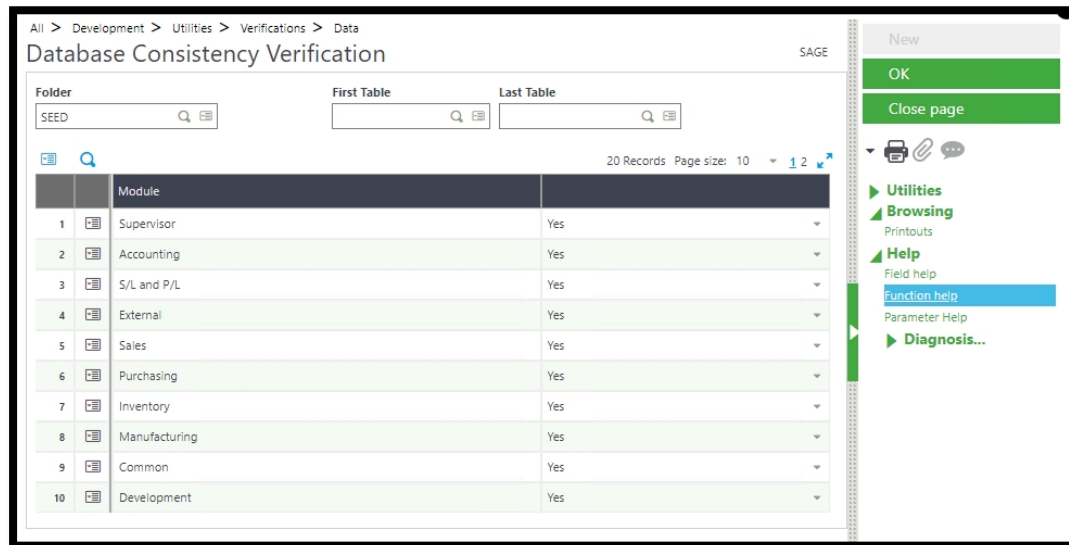 All > Development > Utilities > Verifications > Data
Database Consistency Verification
SAGE
Folder First Table Last Table
SEED
20 Records Page size: 10 1 2
Module
1 Supervisor Yes
2 Accounting Yes
3 S/L and P/L Yes
4 External Yes
5 Sales Yes
6 Purchasing Yes
7 Inventory Yes
8 Manufacturing Yes
9 Common Yes
10 Development Yes
New
OK
Close page
Utilities
Browsing
Printouts
Help
Field help
Function help
Parameter Help
Diagnosis...